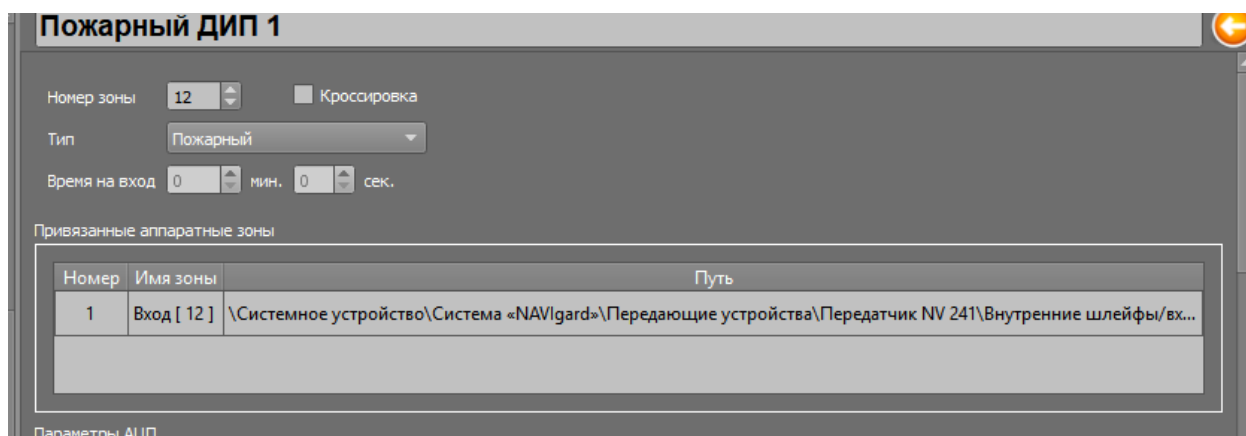 Пожарный ДИП 1
Номер зоны 12 Кроссировка
Тип Пожарный
Время на вход 0 мин. 0 сек.
Привязанные аппаратные зоны
Номер Имя зоны Путь
1 Вход [ 12 ] \Системное устройство\Система «NAVIgard»\Передающие устройства\Передатчик NV 241\Внутренние шлейфы/вх...
Параметры АЦП